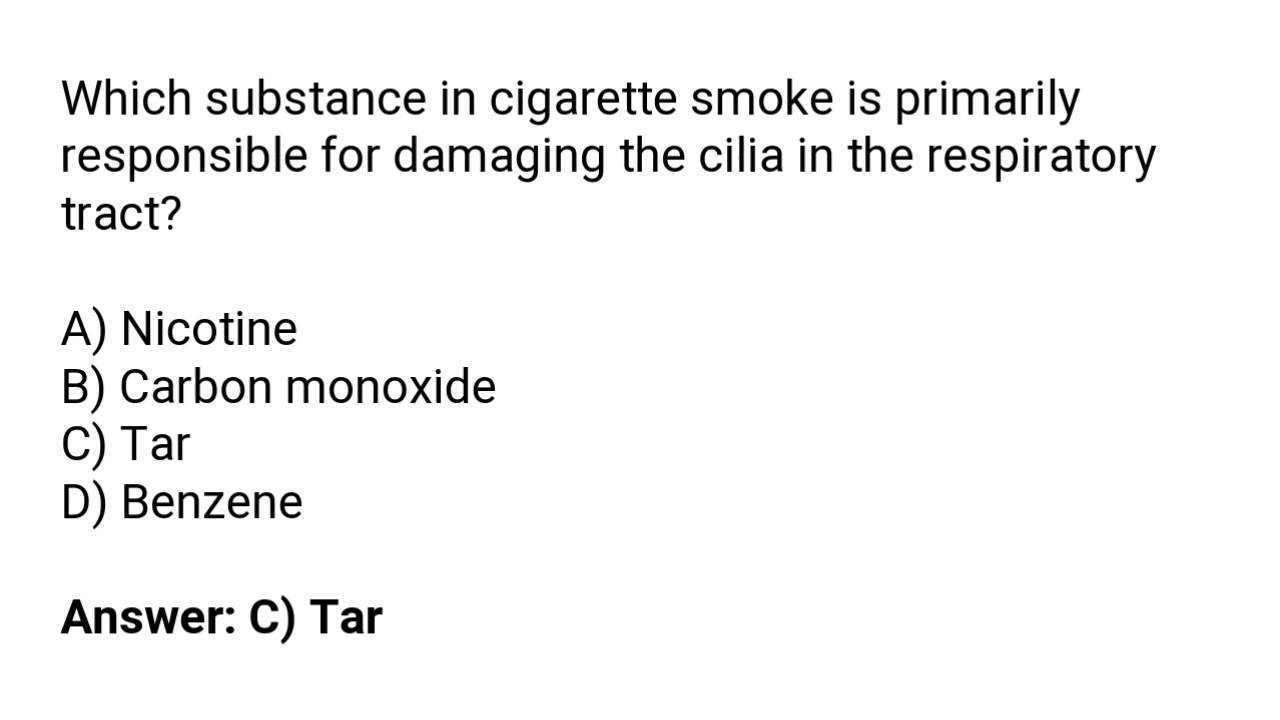 Which substance in cigarette smoke is primarily
responsible for damaging the cilia in the respiratory
tract?
A) Nicotine
B) Carbon monoxide
C) Tar
D) Benzene
Answer: C) Tar